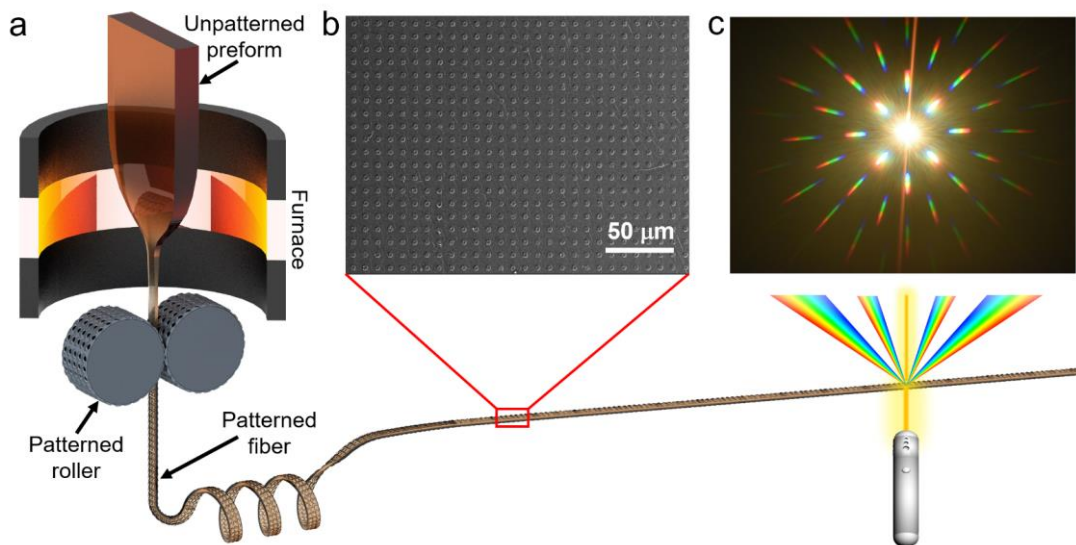 a
Unpatterned
preform
b
c
Furnace
50 μm
Patterned
roller
Patterned
fiber